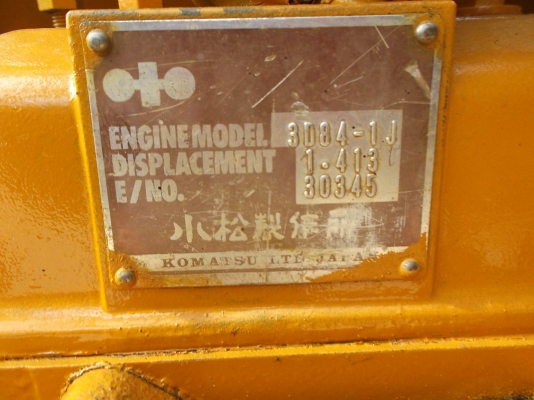 ENGINE MODEL 3D84-1J
DISPLACEMENT 1.413 ℓ
E/NO. 30345
小松製作所
KOMATSU LTD JAPAN